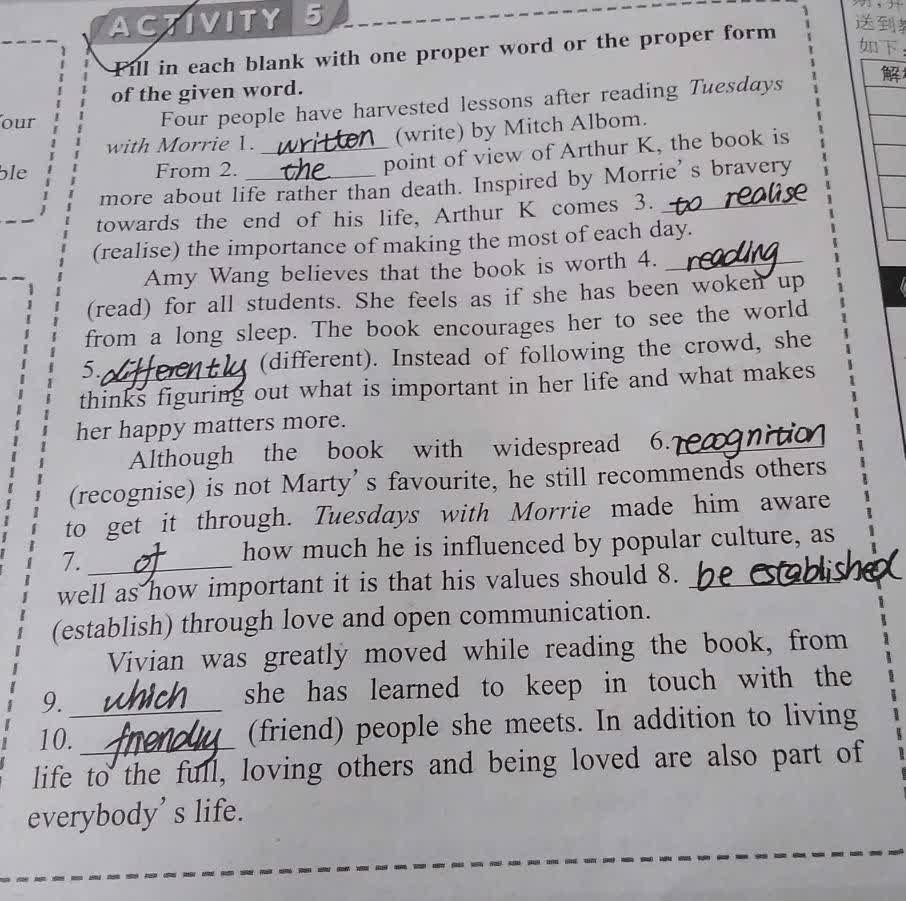 ACTIVITY 5
Fill in each blank with one proper word or the proper form
of the given word.
Four people have harvested lessons after reading Tuesdays
with Morrie 1. written (write) by Mitch Albom.
From 2. the point of view of Arthur K, the book is
more about life rather than death. Inspired by Morrie's bravery
towards the end of his life, Arthur K comes 3. to realise
(realise) the importance of making the most of each day.
Amy Wang believes that the book is worth 4. reading
(read) for all students. She feels as if she has been woken up
from a long sleep. The book encourages her to see the world
5. differently (different). Instead of following the crowd, she
thinks figuring out what is important in her life and what makes
her happy matters more.
Although the book with widespread 6. recognition
(recognise) is not Marty's favourite, he still recommends others
to get it through. Tuesdays with Morrie made him aware
7. of how much he is influenced by popular culture, as
well as how important it is that his values should 8. be established
(establish) through love and open communication.
Vivian was greatly moved while reading the book, from
9. which she has learned to keep in touch with the
10. friendly (friend) people she meets. In addition to living
life to the full, loving others and being loved are also part of
everybody's life.
our
ble
送到
如下:
解